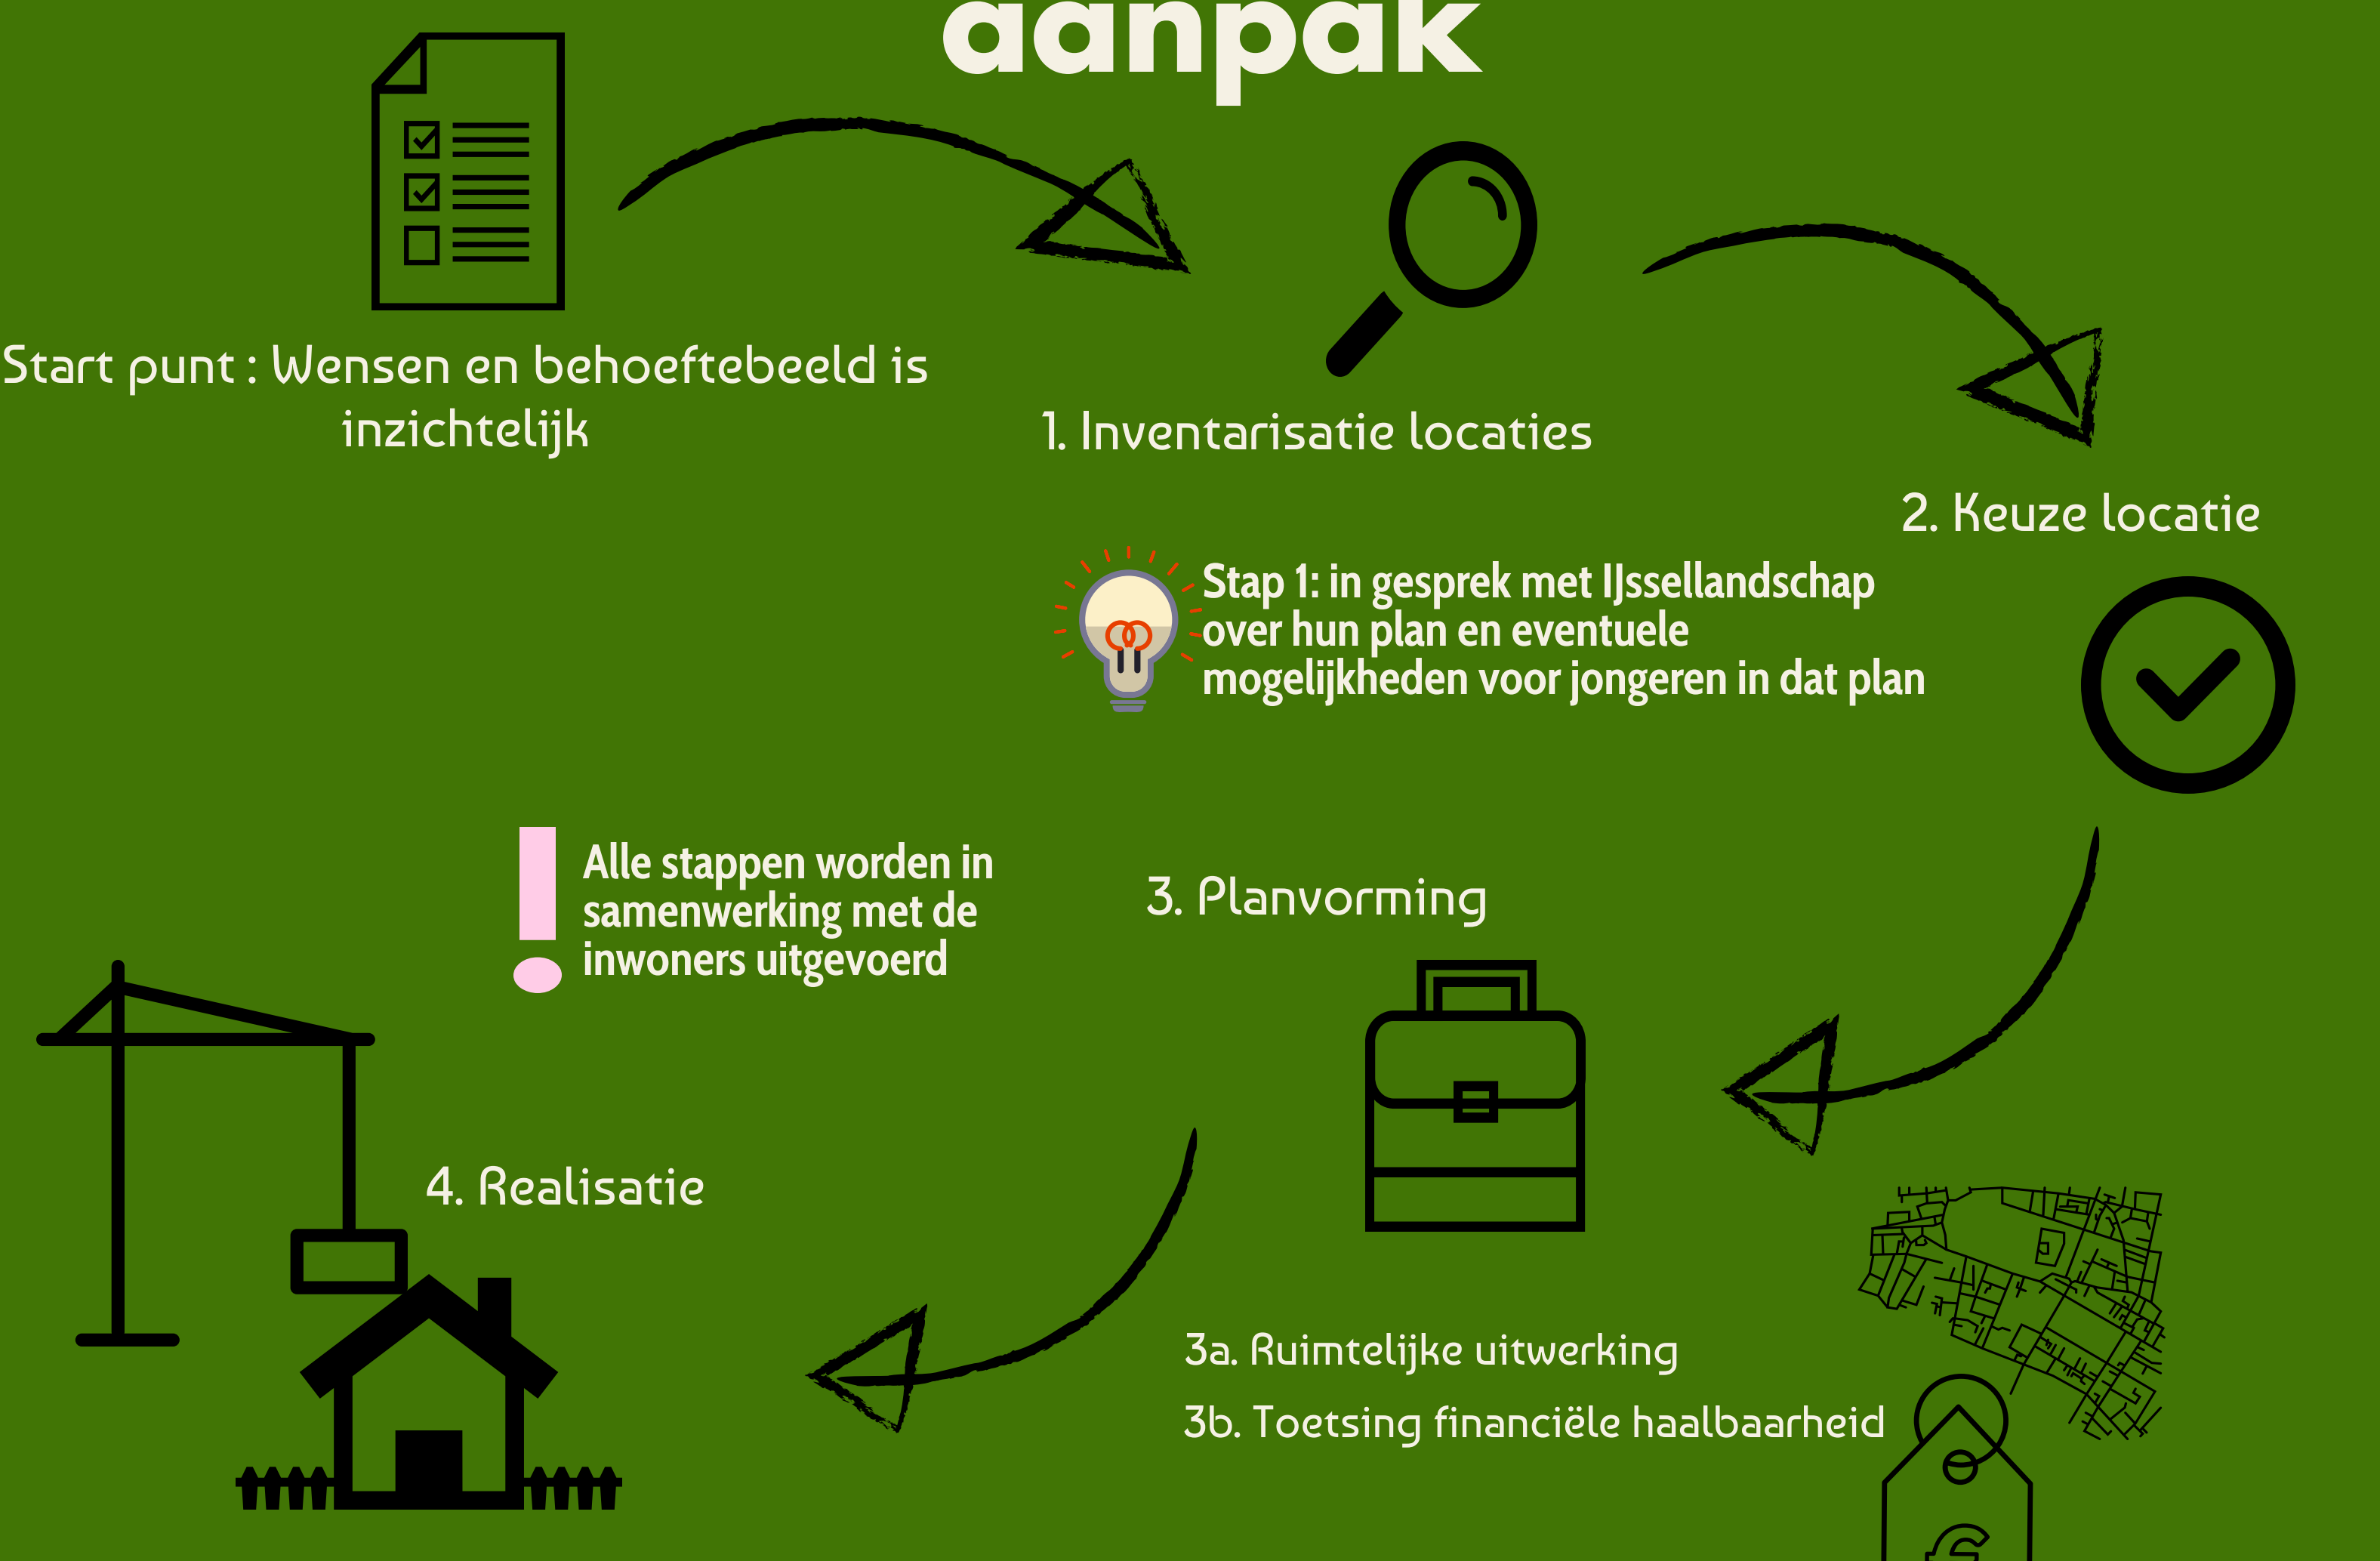 aanpak
Start punt : Wensen en behoeftebeeld is
inzichtelijk
1. Inventarisatie locaties
2. Keuze locatie
Stap 1: in gesprek met IJssellandschap
over hun plan en eventuele
mogelijkheden voor jongeren in dat plan
Alle stappen worden in
samenwerking met de
inwoners uitgevoerd
3. Planvorming
4. Realisatie
3a. Ruimtelijke uitwerking
3b. Toetsing financiële haalbaarheid